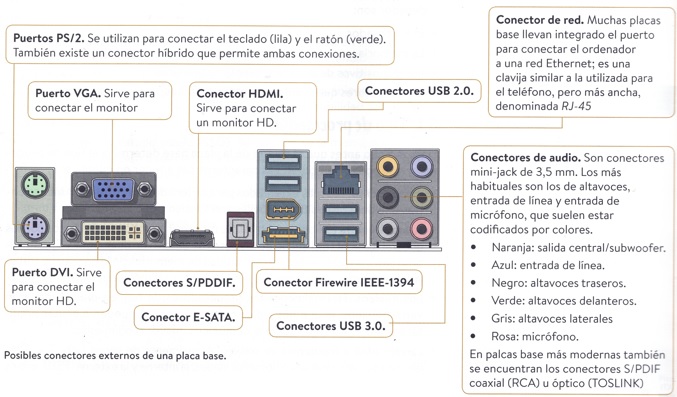 Puertos PS/2. Se utilizan para conectar el teclado (lila) y el ratón (verde).
También existe un conector híbrido que permite ambas conexiones.
Conector de red. Muchas placas
base llevan integrado el puerto
para conectar el ordenador
a una red Ethernet; es una
clavija similar a la utilizada para
el teléfono, pero más ancha,
denominada RJ-45
Puerto VGA. Sirve para
conectar el monitor
Conector HDMI.
Sirve para conectar
un monitor HD.
Conectores USB 2.0.
Conectores de audio. Son conectores
mini-jack de 3,5 mm. Los más
habituales son los de altavoces,
entrada de línea y entrada de
micrófono, que suelen estar
codificados por colores.
• Naranja: salida central/subwoofer.
• Azul: entrada de línea.
• Negro: altavoces traseros.
• Verde: altavoces delanteros.
• Gris: altavoces laterales
• Rosa: micrófono.
En palcas base más modernas también
se encuentran los conectores S/PDIF
coaxial (RCA) u óptico (TOSLINK)
Puerto DVI. Sirve
para conectar el
monitor HD.
Conectores S/PDDIF.
Conector Firewire IEEE-1394
Conector E-SATA.
Conectores USB 3.0.
Posibles conectores externos de una placa base.